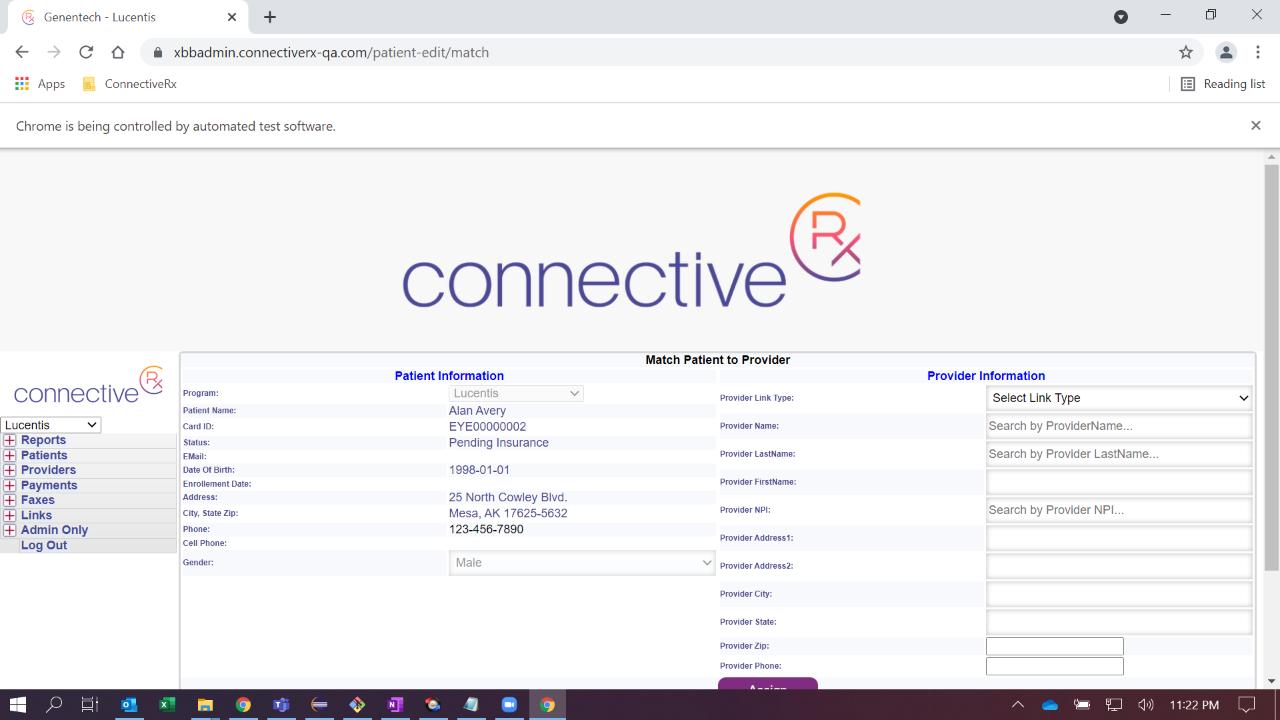 Genentech - Lucentis
xbbadmin.connectiverx-qa.com/patient-edit/match
Apps
ConnectiveRx
Reading list
Chrome is being controlled by automated test software.
connective Rx
connective Rx
Lucentis
Reports
Patients
Providers
Payments
Faxes
Links
Admin Only
Log Out
Match Patient to Provider
Patient Information
Program: Lucentis
Patient Name: Alan Avery
Card ID: EYE00000002
Status: Pending Insurance
EMail:
Date Of Birth: 1998-01-01
Enrollment Date:
Address: 25 North Cowley Blvd.
City, State Zip: Mesa, AK 17625-5632
Phone: 123-456-7890
Cell Phone:
Gender: Male
Provider Information
Provider Link Type: Select Link Type
Provider Name: Search by ProviderName...
Provider LastName: Search by Provider LastName...
Provider FirstName:
Provider NPI: Search by Provider NPI...
Provider Address1:
Provider Address2:
Provider City:
Provider State:
Provider Zip:
Provider Phone:
Assign
11:22 PM